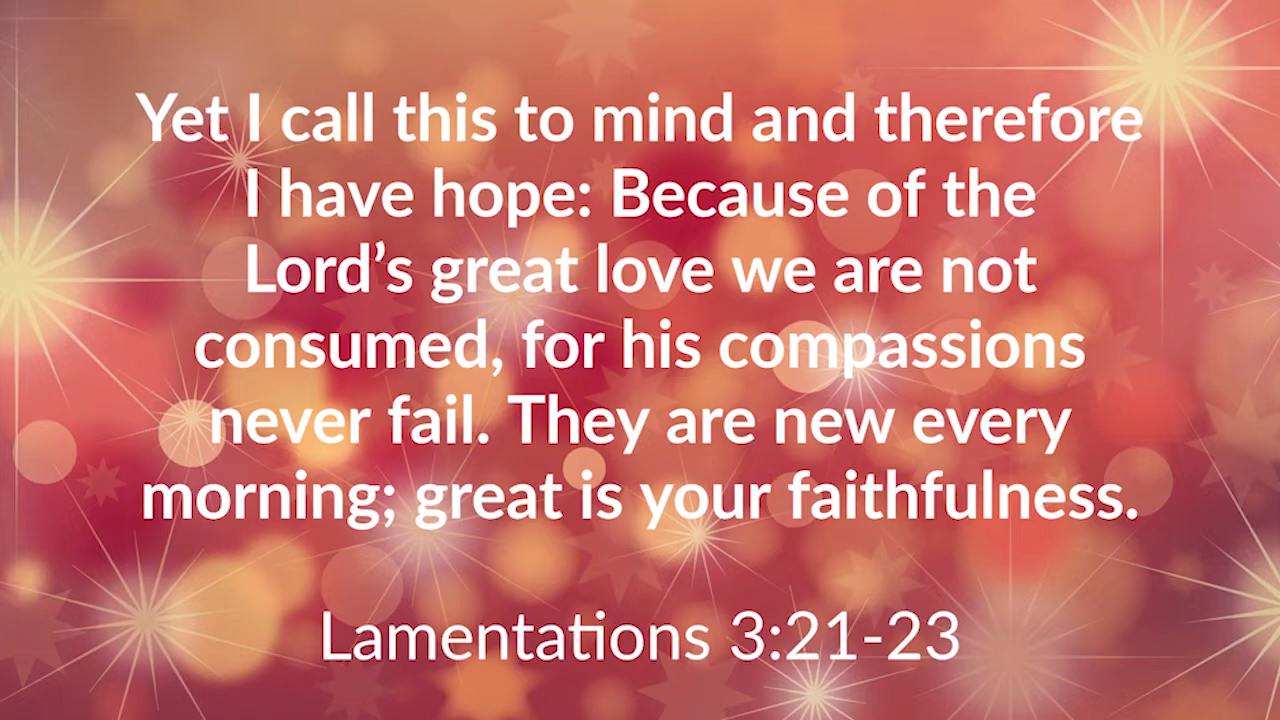 Yet I call this to mind and therefore
I have hope: Because of the
Lord’s great love we are not
consumed, for his compassions
never fail. They are new every
morning; great is your faithfulness.
Lamentations 3:21-23